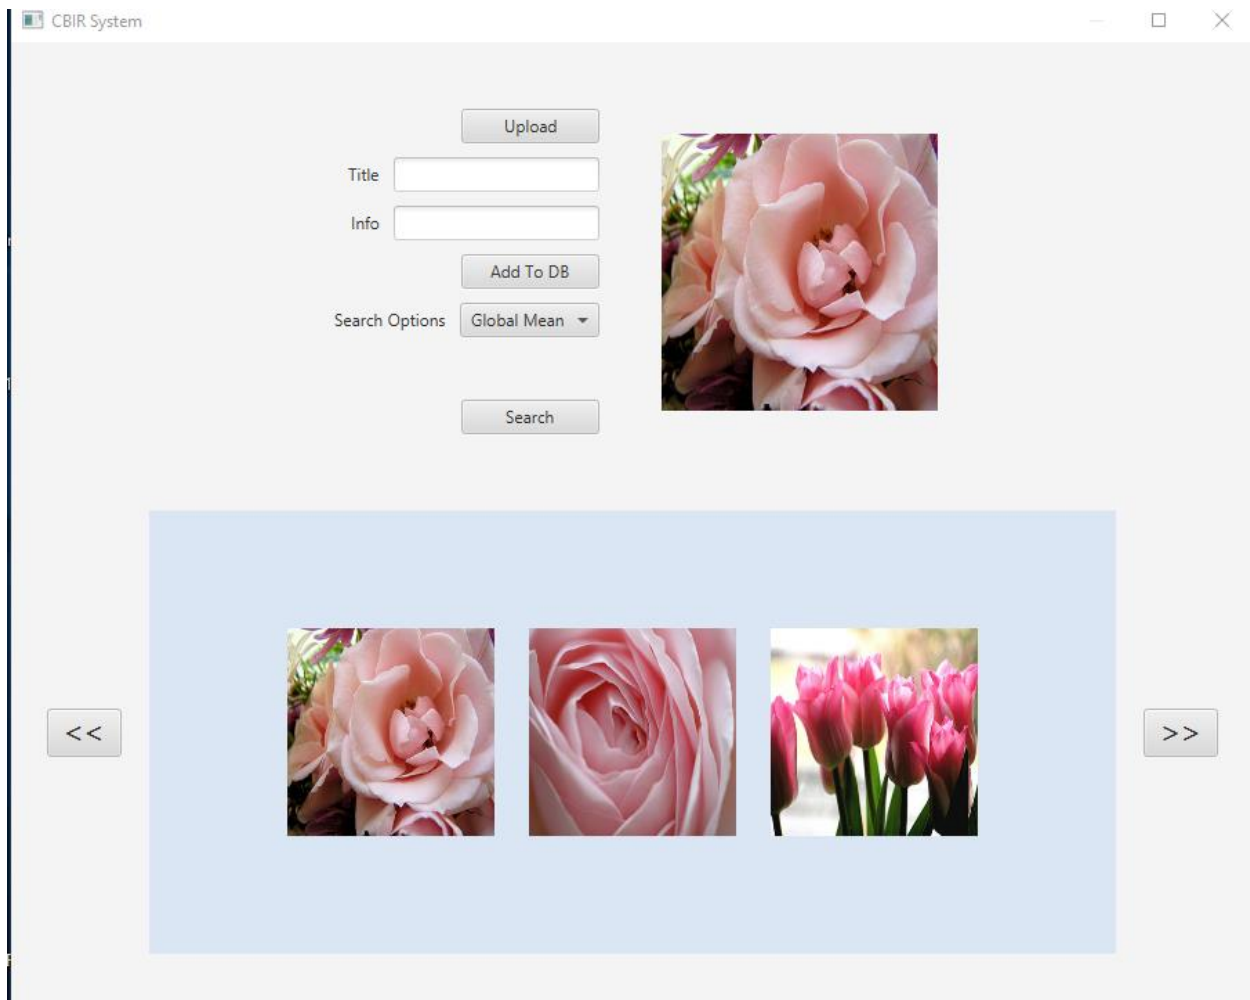 CBIR System
Upload
Title
Info
Add To DB
Search Options Global Mean
Search
<< >>